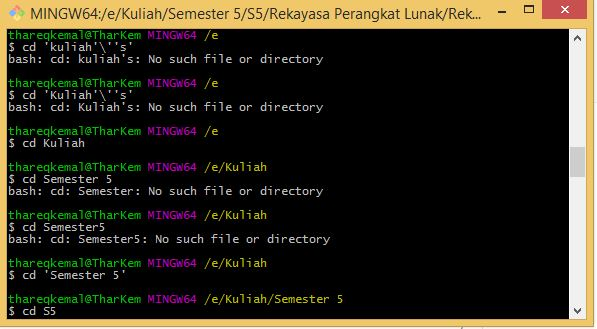 MINGW64:/e/Kuliah/Semester 5/S5/Rekayasa Perangkat Lunak/Rek...
thareqkemal@TharKem MINGW64 /e
$ cd 'kuliah'\''s'
bash: cd: kuliah's: No such file or directory
thareqkemal@TharKem MINGW64 /e
$ cd 'Kuliah'\''s'
bash: cd: Kuliah's: No such file or directory
thareqkemal@TharKem MINGW64 /e
$ cd Kuliah
thareqkemal@TharKem MINGW64 /e/Kuliah
$ cd Semester 5
bash: cd: Semester: No such file or directory
thareqkemal@TharKem MINGW64 /e/Kuliah
$ cd Semester5
bash: cd: Semester5: No such file or directory
thareqkemal@TharKem MINGW64 /e/Kuliah
$ cd 'Semester 5'
thareqkemal@TharKem MINGW64 /e/Kuliah/Semester 5
$ cd S5